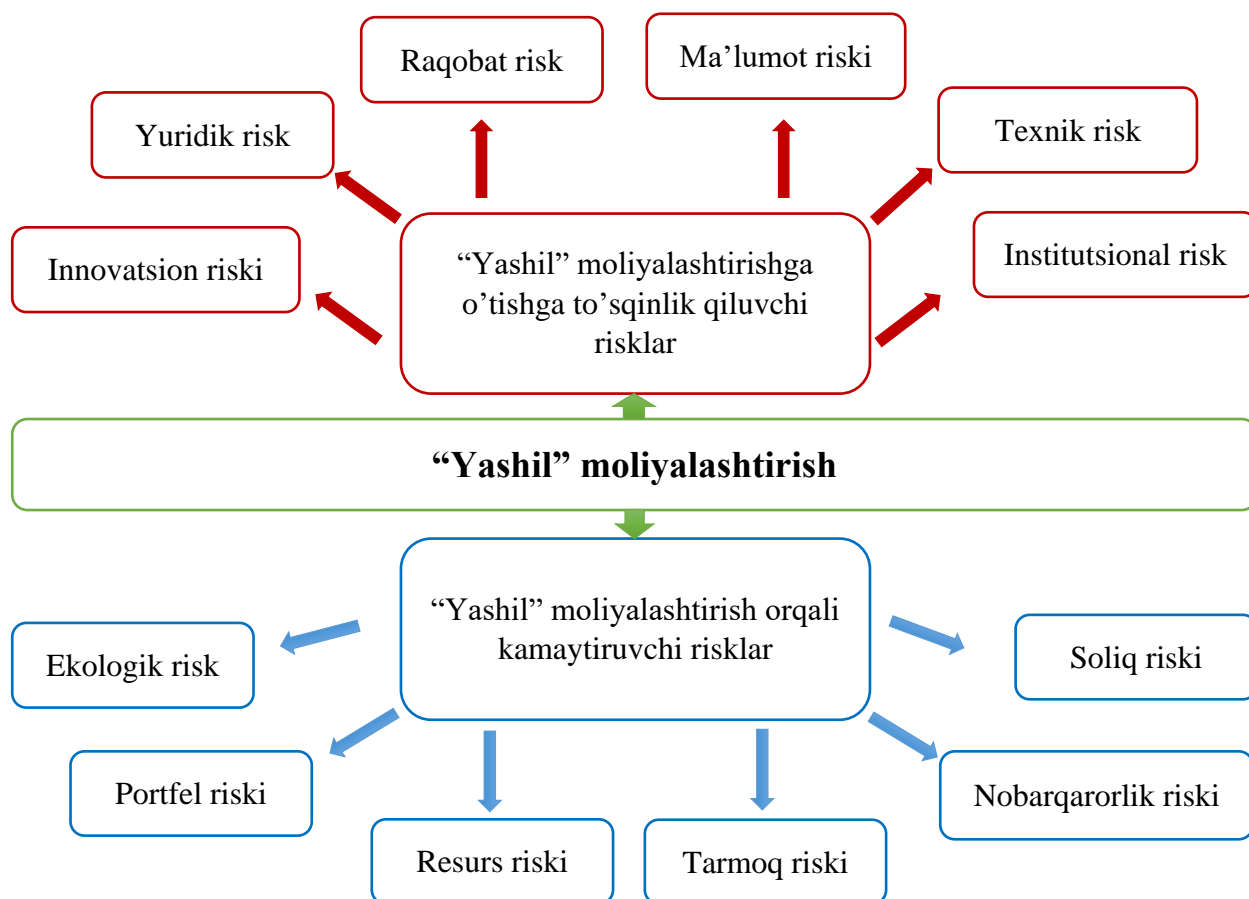 Raqobat risk
Ma’lumot riski
Yuridik risk
Texnik risk
Innovatsion riski
“Yashil” moliyalashtirishga
o’tishga to’sqinlik qiluvchi
risklar
Institutsional risk
“Yashil” moliyalashtirish
“Yashil” moliyalashtirish orqali
kamaytiruvchi risklar
Ekologik risk
Soliq riski
Portfel riski
Nobarqarorlik riski
Resurs riski
Tarmoq riski